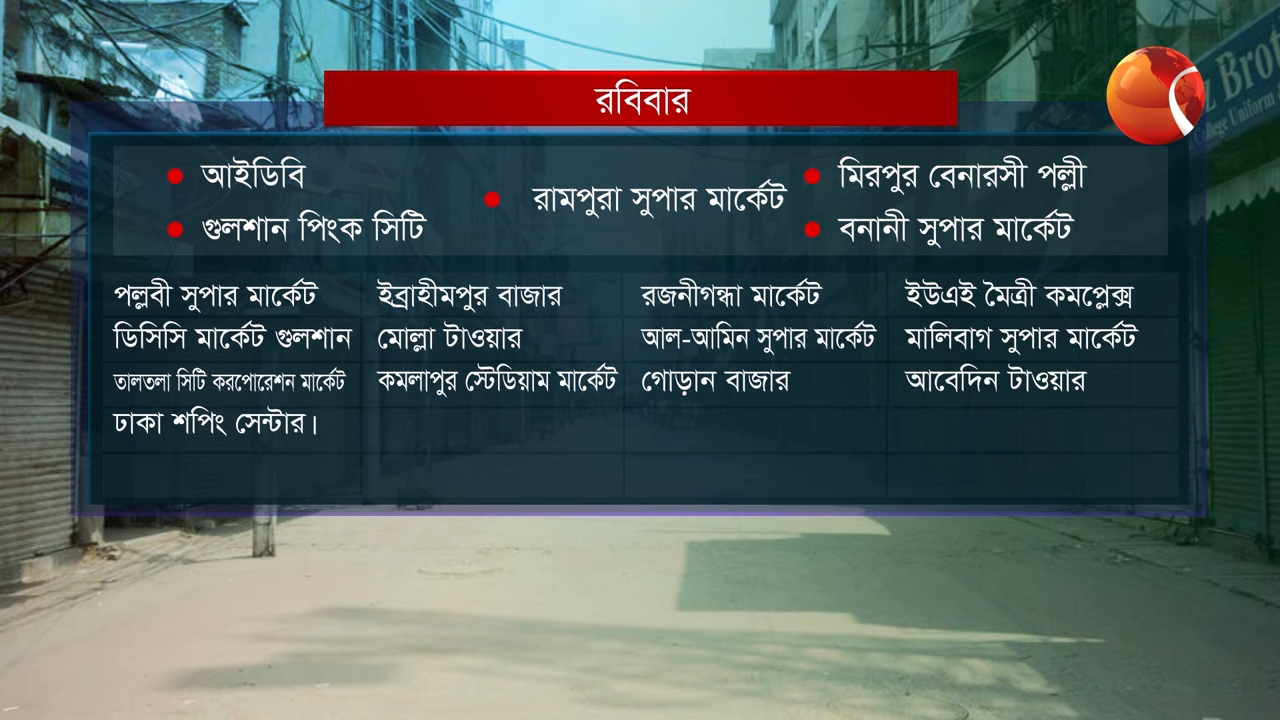 রবিবার
আইডিবি
গুলশান পিংক সিটি
রামপুরা সুপার মার্কেট
মিরপুর বেনারসী পল্লী
বনানী সুপার মার্কেট
পল্লবী সুপার মার্কেট
ইব্রাহীমপুর বাজার
রজনীগন্ধা মার্কেট
ইউএই মৈত্রী কমপ্লেক্স
ডিসিসি মার্কেট গুলশান
মোল্লা টাওয়ার
আল-আমিন সুপার মার্কেট
মালিবাগ সুপার মার্কেট
তালতলা সিটি করপোরেশন মার্কেট
কমলাপুর স্টেডিয়াম মার্কেট
গোড়ান বাজার
আবেদিন টাওয়ার
ঢাকা শপিং সেন্টার।